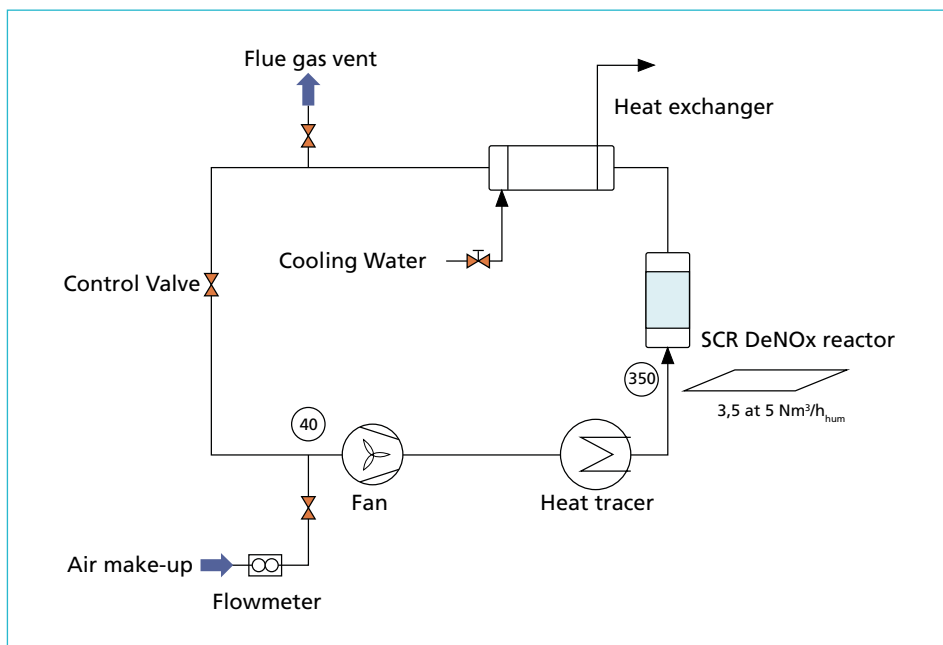 Flue gas vent
Heat exchanger
Cooling Water
Control Valve
SCR DeNOx reactor
350
3,5 at 5 Nm³/h_hum
40
Fan
Heat tracer
Air make-up
Flowmeter